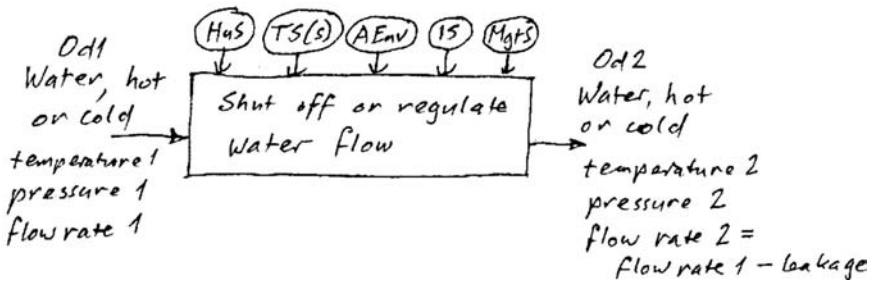 HuS TS(s) AEnv IS MgtS
Od1
Water, hot
or cold
temperature 1
pressure 1
flow rate 1
Shut off or regulate
water flow
Od2
Water, hot
or cold
temperature 2
pressure 2
flow rate 2 =
flow rate 1 – leakage